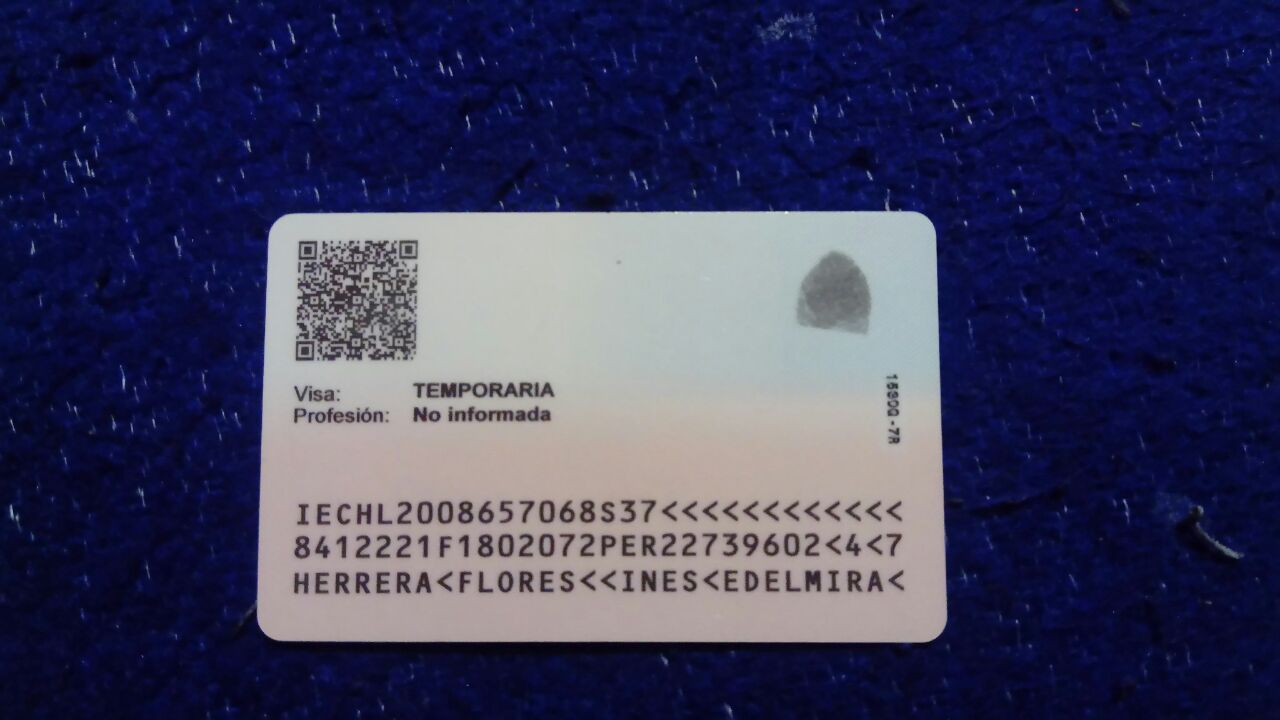 Visa: TEMPORARIA
Profesión: No informada
IECHL2008657068S37<<<<<<<<<<<<
8412221F1802072PER22739602<4<7
HERRERA<FLORES<<INES<EDELMIRA<